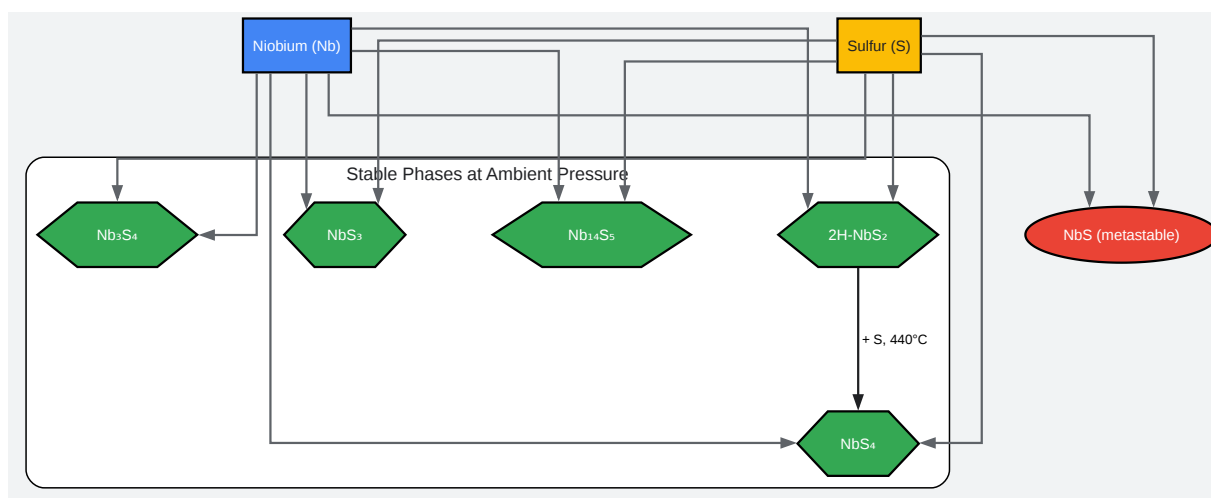 Niobium (Nb)
Sulfur (S)
Stable Phases at Ambient Pressure
Nb₃S₄
NbS₃
Nb₁₄S₅
2H-NbS₂
NbS (metastable)
+ S, 440°C
NbS₄